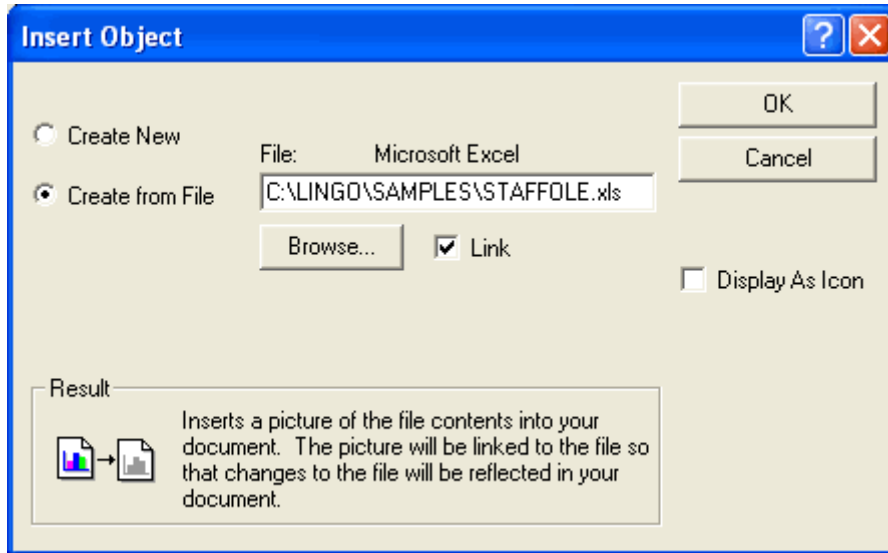 Insert Object
OK
Create New
File: Microsoft Excel
Cancel
Create from File
C:\LINGO\SAMPLES\STAFFOLE.xls
Browse...
Link
Display As Icon
Result
Inserts a picture of the file contents into your
document. The picture will be linked to the file so
that changes to the file will be reflected in your
document.